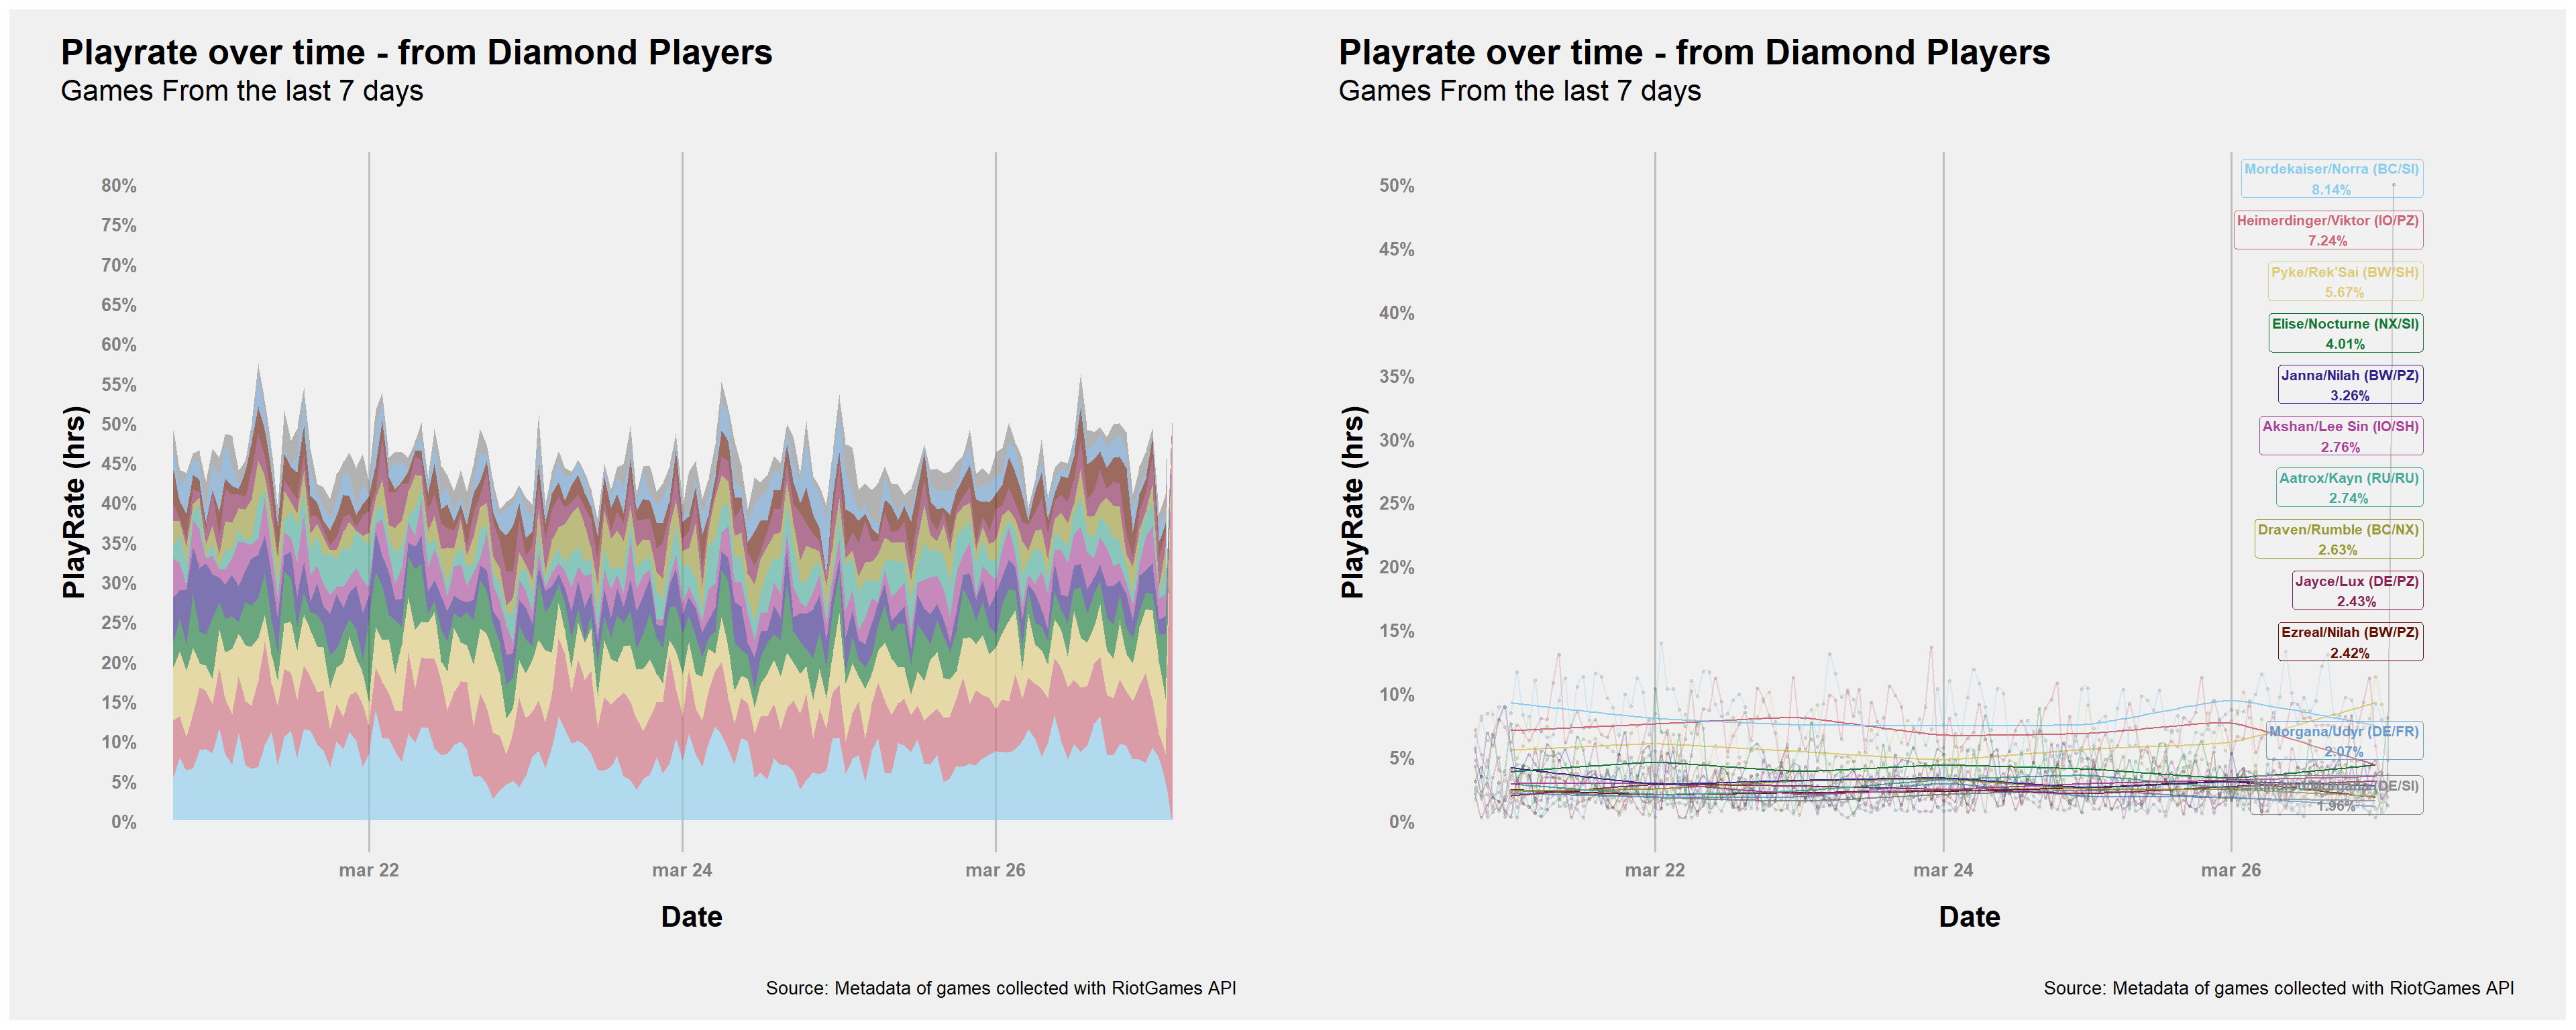 Playrate over time - from Diamond Players
Games From the last 7 days
PlayRate (hrs)
80%
75%
70%
65%
60%
55%
50%
45%
40%
35%
30%
25%
20%
15%
10%
5%
0%
mar 22
mar 24
mar 26
Date
Source: Metadata of games collected with RiotGames API
Playrate over time - from Diamond Players
Games From the last 7 days
PlayRate (hrs)
50%
45%
40%
35%
30%
25%
20%
15%
10%
5%
0%
Mordekaiser/Norra (BC/SI)
8.14%
Heimerdinger/Viktor (IO/PZ)
7.24%
Pyke/Rek'Sai (BW/SH)
5.67%
Elise/Nocturne (NX/SI)
4.01%
Janna/Nilah (BW/PZ)
3.26%
Akshan/Lee Sin (IO/SH)
2.76%
Aatrox/Kayn (RU/RU)
2.74%
Draven/Rumble (BC/NX)
2.63%
Jayce/Lux (DE/PZ)
2.43%
Ezreal/Nilah (BW/PZ)
2.42%
Morgana/Udyr (DE/FR)
2.07%
(DE/SI)
1.96%
mar 22
mar 24
mar 26
Date
Source: Metadata of games collected with RiotGames API